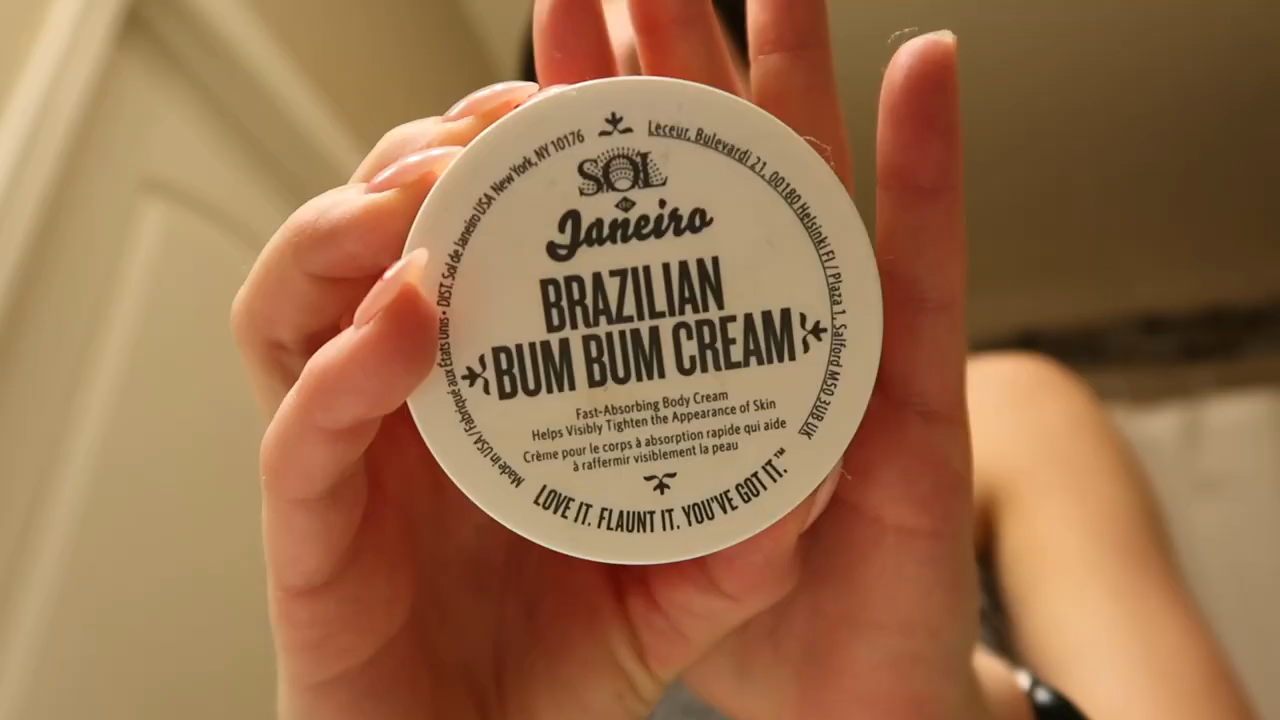 SOL
DE
Janeiro
BRAZILIAN
BUM BUM CREAM
Fast-Absorbing Body Cream
Helps Visibly Tighten the Appearance of Skin
Crème pour le corps à absorption rapide qui aide
à raffermir visiblement la peau
LOVE IT. FLAUNT IT. YOU'VE GOT IT.™
Made in USA / Fabriqué aux États Unis • DIST. Sol de Janeiro USA New York, NY 10176
Leceur, Bulevardi 21, 00180 Helsinki FI / Plaza 1, Salford M50 3UB UK